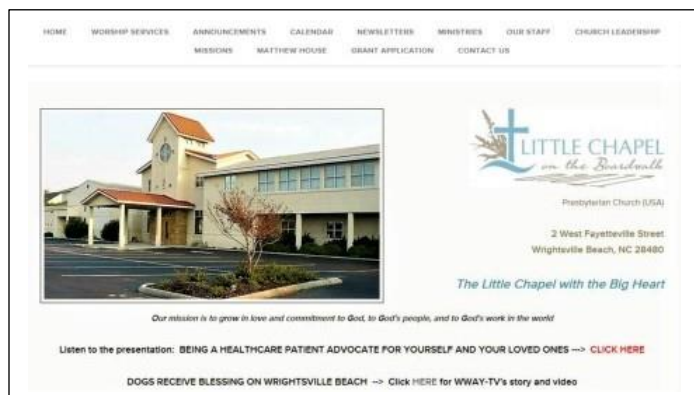 HOME WORSHIP SERVICES ANNOUNCEMENTS CALENDAR NEWSLETTERS MINISTRIES OUR STAFF CHURCH LEADERSHIP
MISSIONS MATTHEW HOUSE GRANT APPLICATION CONTACT US
LITTLE CHAPEL
on the Boardwalk
Presbyterian Church (USA)
2 West Fayetteville Street
Wrightsville Beach, NC 28480
The Little Chapel with the Big Heart
Our mission is to grow in love and commitment to God, to God's people, and to God's work in the world
Listen to the presentation: BEING A HEALTHCARE PATIENT ADVOCATE FOR YOURSELF AND YOUR LOVED ONES ---> CLICK HERE
DOGS RECEIVE BLESSING ON WRIGHTSVILLE BEACH --> Click HERE for WWAY-TV's story and video